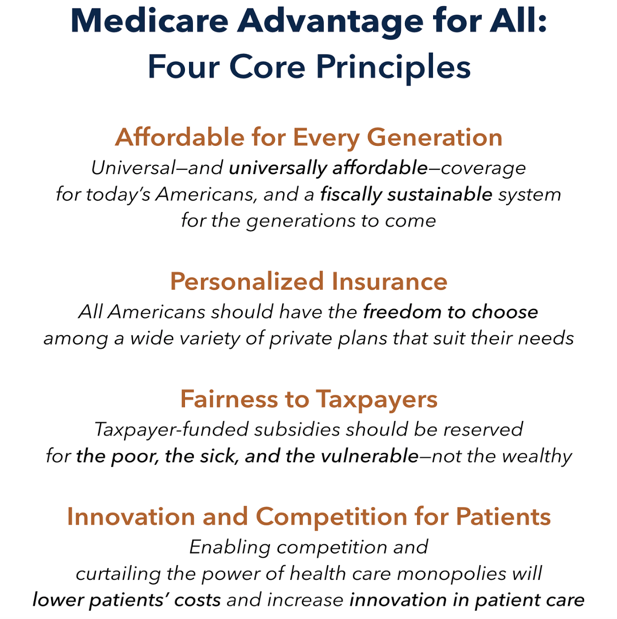 Medicare Advantage for All:
Four Core Principles
Affordable for Every Generation
Universal—and universally affordable—coverage
for today’s Americans, and a fiscally sustainable system
for the generations to come
Personalized Insurance
All Americans should have the freedom to choose
among a wide variety of private plans that suit their needs
Fairness to Taxpayers
Taxpayer-funded subsidies should be reserved
for the poor, the sick, and the vulnerable—not the wealthy
Innovation and Competition for Patients
Enabling competition and
curtailing the power of health care monopolies will
lower patients’ costs and increase innovation in patient care